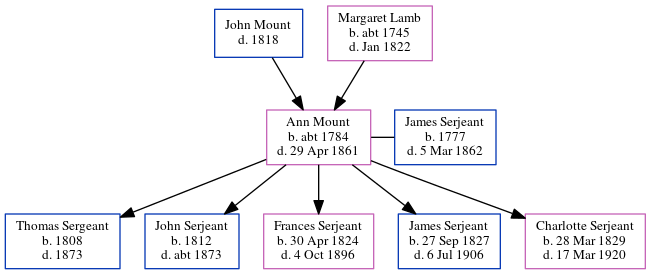 John Mount
d. 1818
Margaret Lamb
b. abt 1745
d. Jan 1822
Ann Mount
b. abt 1784
d. 29 Apr 1861
James Serjeant
b. 1777
d. 5 Mar 1862
Thomas Sergeant
b. 1808
d. 1873
John Serjeant
b. 1812
d. abt 1873
Frances Serjeant
b. 30 Apr 1824
d. 4 Oct 1896
James Serjeant
b. 27 Sep 1827
d. 6 Jul 1906
Charlotte Serjeant
b. 28 Mar 1829
d. 17 Mar 1920